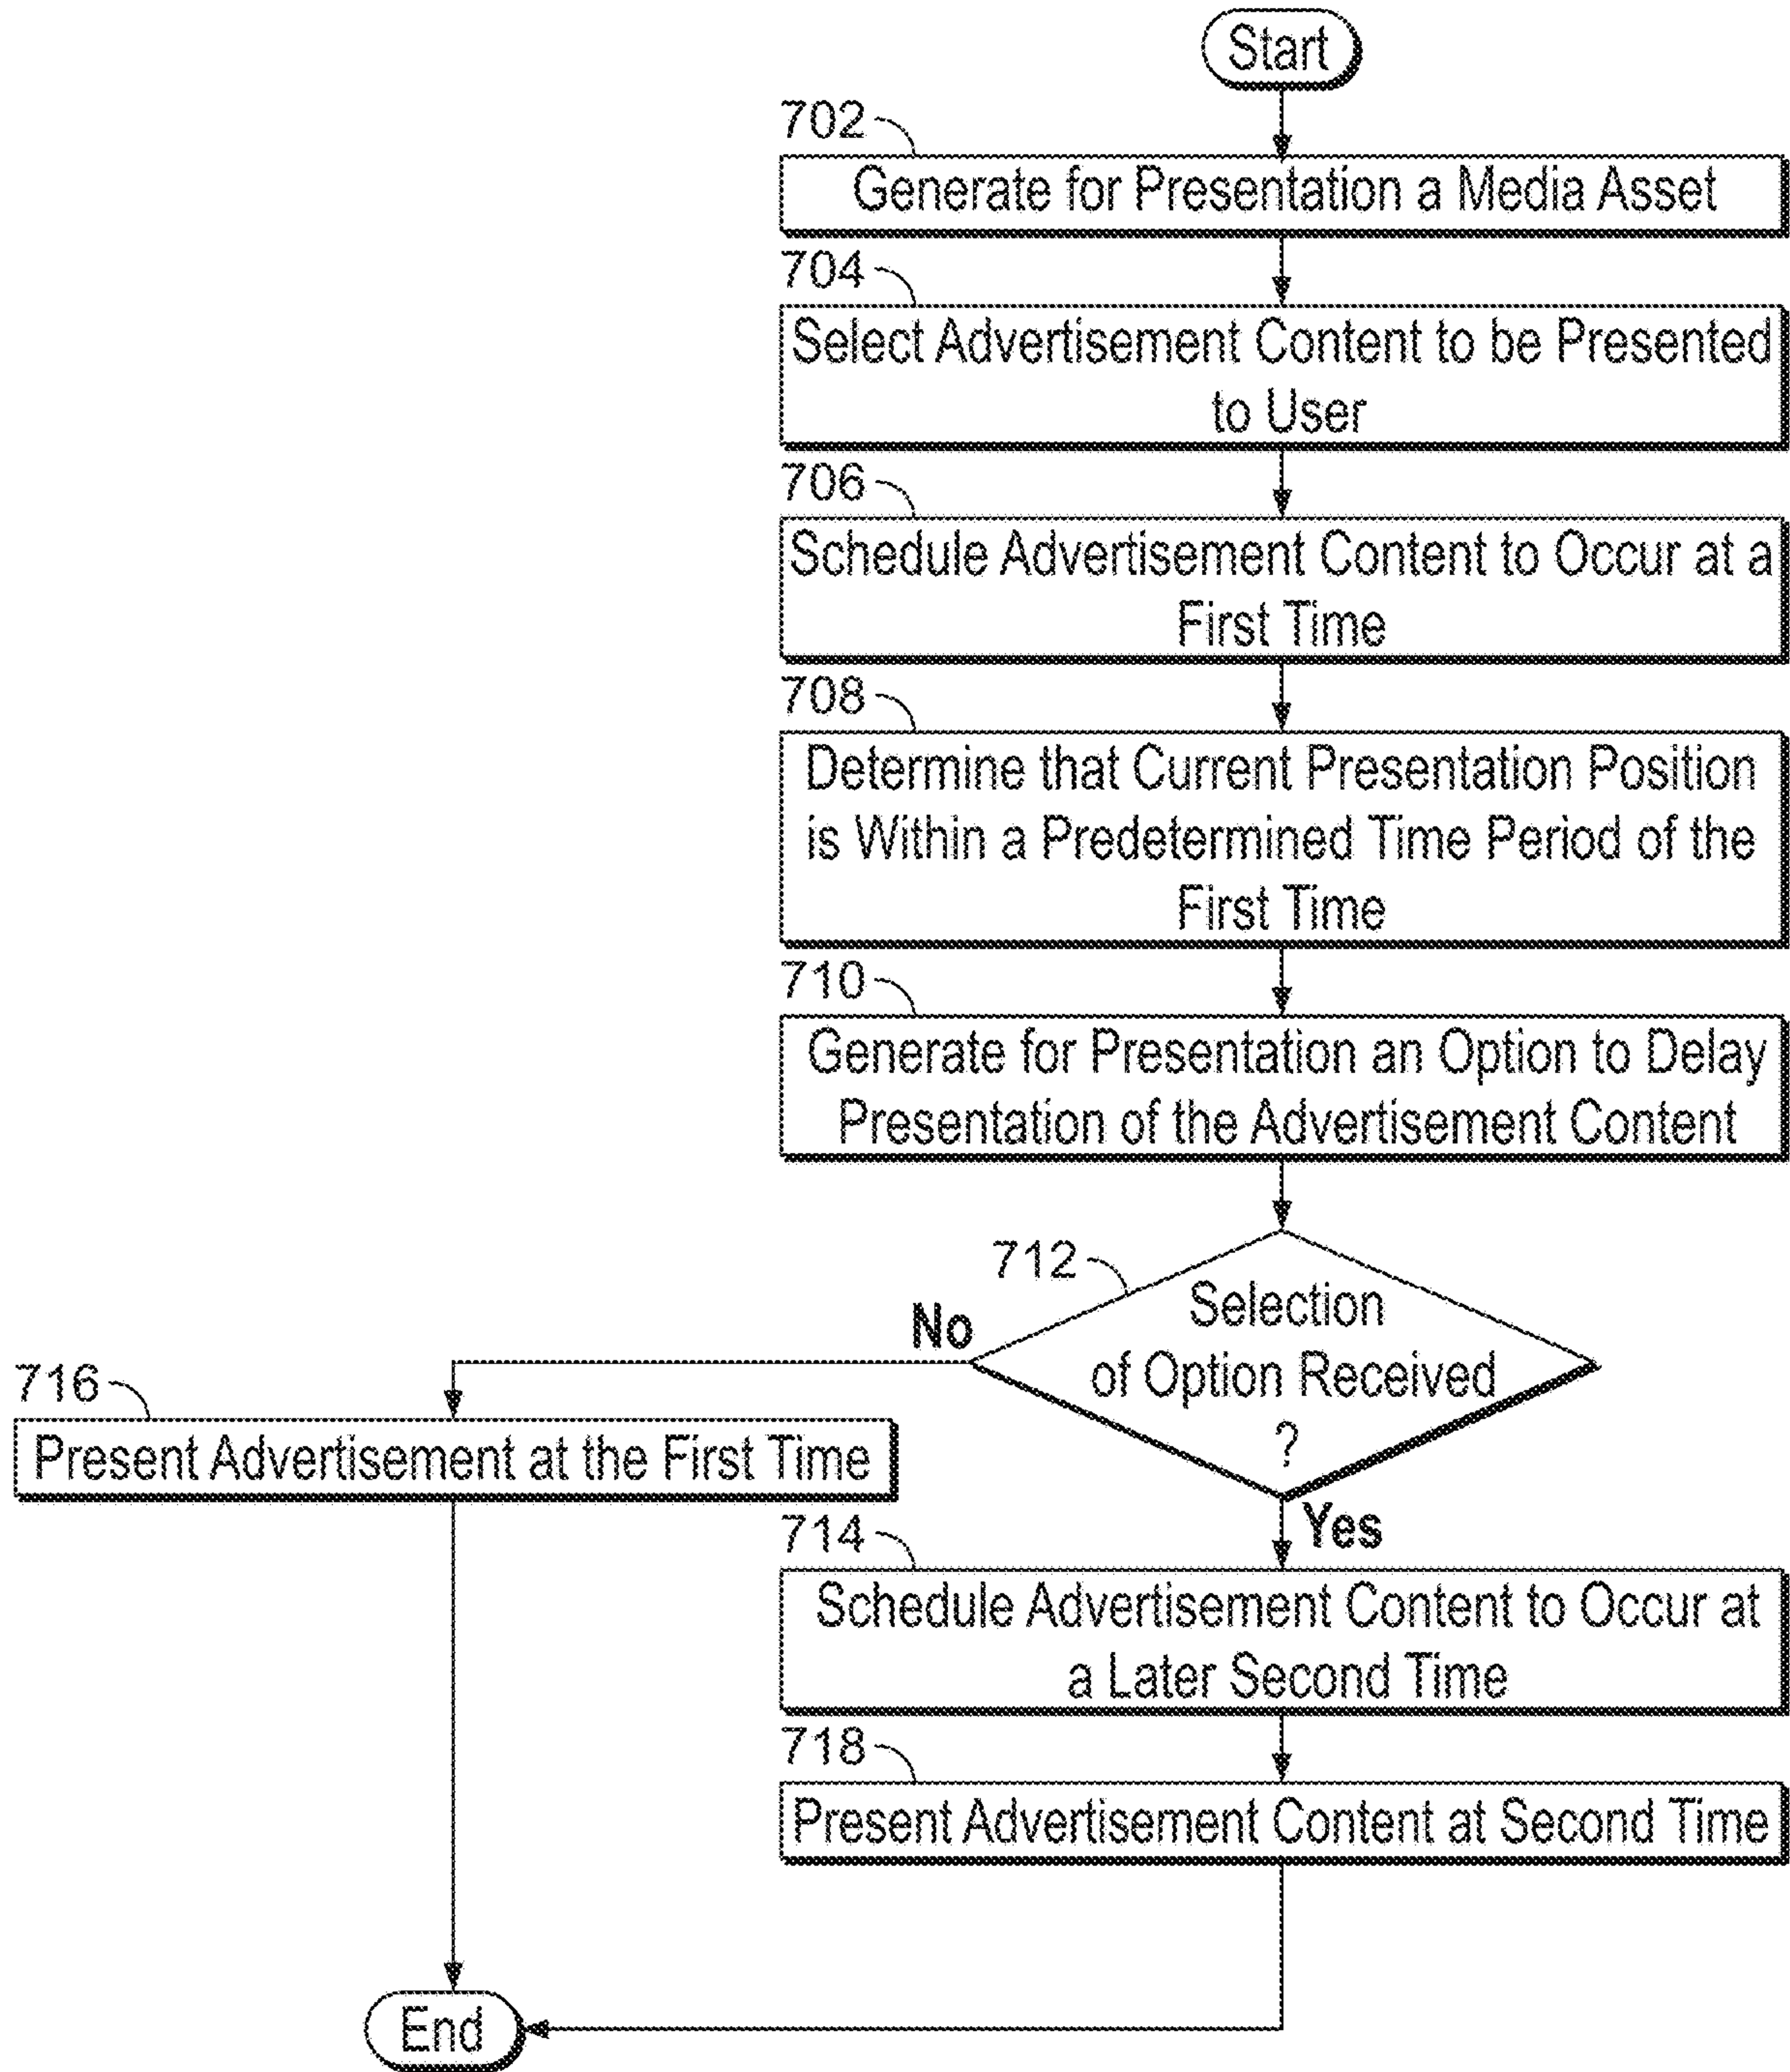 Start
702
Generate for Presentation a Media Asset
704
Select Advertisement Content to be Presented
to User
706
Schedule Advertisement Content to Occur at a
First Time
708
Determine that Current Presentation Position
is Within a Predetermined Time Period of the
First Time
710
Generate for Presentation an Option to Delay
Presentation of the Advertisement Content
712
Selection
of Option Received
?
No
716
Present Advertisement at the First Time
Yes
714
Schedule Advertisement Content to Occur at
a Later Second Time
718
Present Advertisement Content at Second Time
End